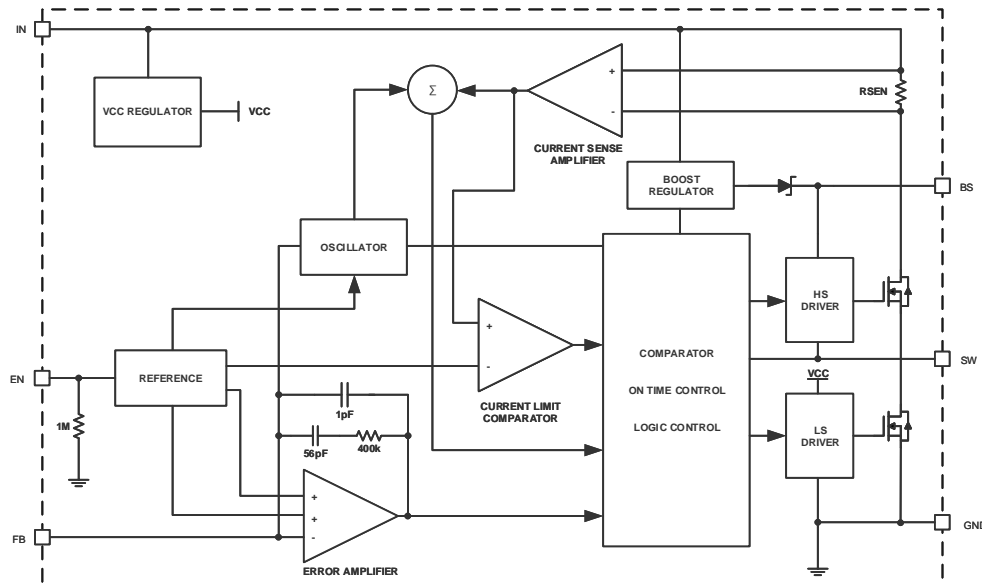 IN
VCC REGULATOR
VCC
Σ
+
-
CURRENT SENSE
AMPLIFIER
RSEN
BOOST
REGULATOR
BS
OSCILLATOR
HS
DRIVER
+
-
CURRENT LIMIT
COMPARATOR
COMPARATOR
ON TIME CONTROL
LOGIC CONTROL
SW
EN
REFERENCE
1M
VCC
LS
DRIVER
1pF
56pF
400k
+
+
-
FB
ERROR AMPLIFIER
GND